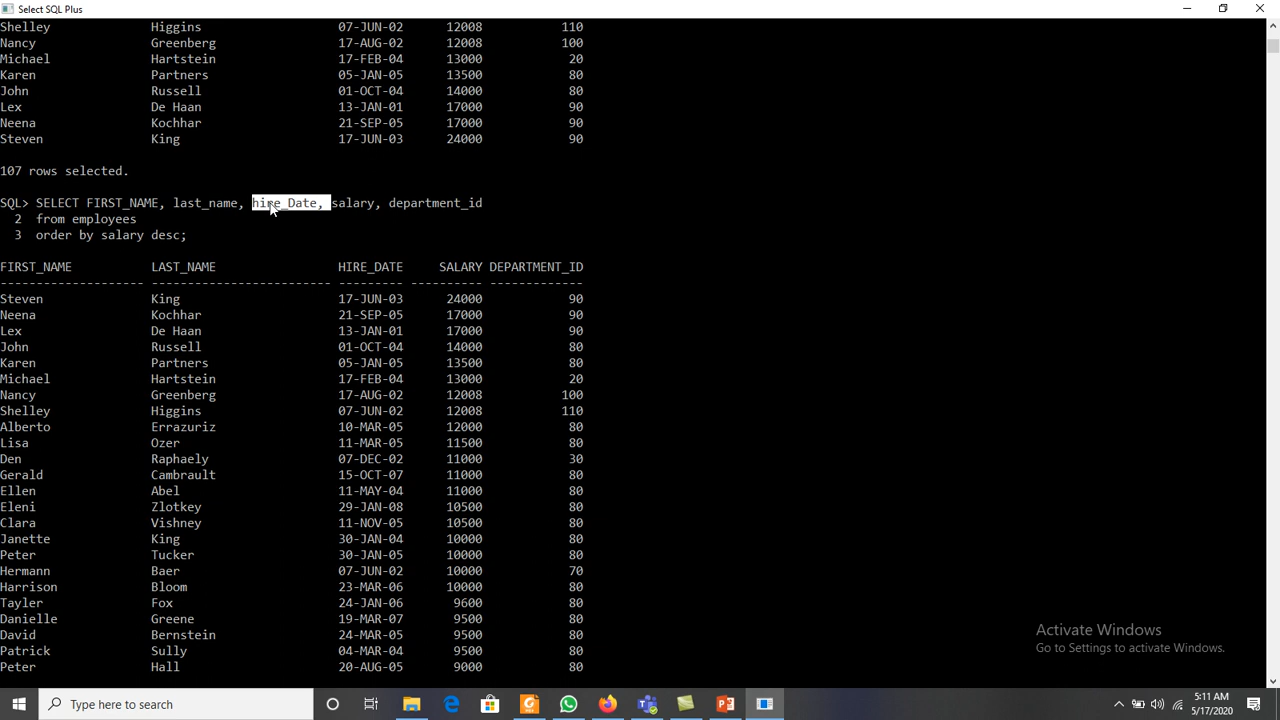 Select SQL Plus
Shelley Higgins 07-JUN-02 12008 110
Nancy Greenberg 17-AUG-02 12008 100
Michael Hartstein 17-FEB-04 13000 20
Karen Partners 05-JAN-05 13500 80
John Russell 01-OCT-04 14000 80
Lex De Haan 13-JAN-01 17000 90
Neena Kochhar 21-SEP-05 17000 90
Steven King 17-JUN-03 24000 90
107 rows selected.
SQL> SELECT FIRST_NAME, last_name, hire_Date, salary, department_id
2 from employees
3 order by salary desc;
FIRST_NAME LAST_NAME HIRE_DATE SALARY DEPARTMENT_ID
-------------------- ------------------------- --------- ---------- -------------
Steven King 17-JUN-03 24000 90
Neena Kochhar 21-SEP-05 17000 90
Lex De Haan 13-JAN-01 17000 90
John Russell 01-OCT-04 14000 80
Karen Partners 05-JAN-05 13500 80
Michael Hartstein 17-FEB-04 13000 20
Nancy Greenberg 17-AUG-02 12008 100
Shelley Higgins 07-JUN-02 12008 110
Alberto Errazuriz 10-MAR-05 12000 80
Lisa Ozer 11-MAR-05 11500 80
Den Raphaely 07-DEC-02 11000 30
Gerald Cambrault 15-OCT-07 11000 80
Ellen Abel 11-MAY-04 11000 80
Eleni Zlotkey 29-JAN-08 10500 80
Clara Vishney 11-NOV-05 10500 80
Janette King 30-JAN-04 10000 80
Peter Tucker 30-JAN-05 10000 80
Hermann Baer 07-JUN-02 10000 70
Harrison Bloom 23-MAR-06 10000 80
Tayler Fox 24-JAN-06 9600 80
Danielle Greene 19-MAR-07 9500 80
David Bernstein 24-MAR-05 9500 80
Patrick Sully 04-MAR-04 9500 80
Peter Hall 20-AUG-05 9000 80
Activate Windows
Go to Settings to activate Windows.
Type here to search
5:11 AM
5/17/2020